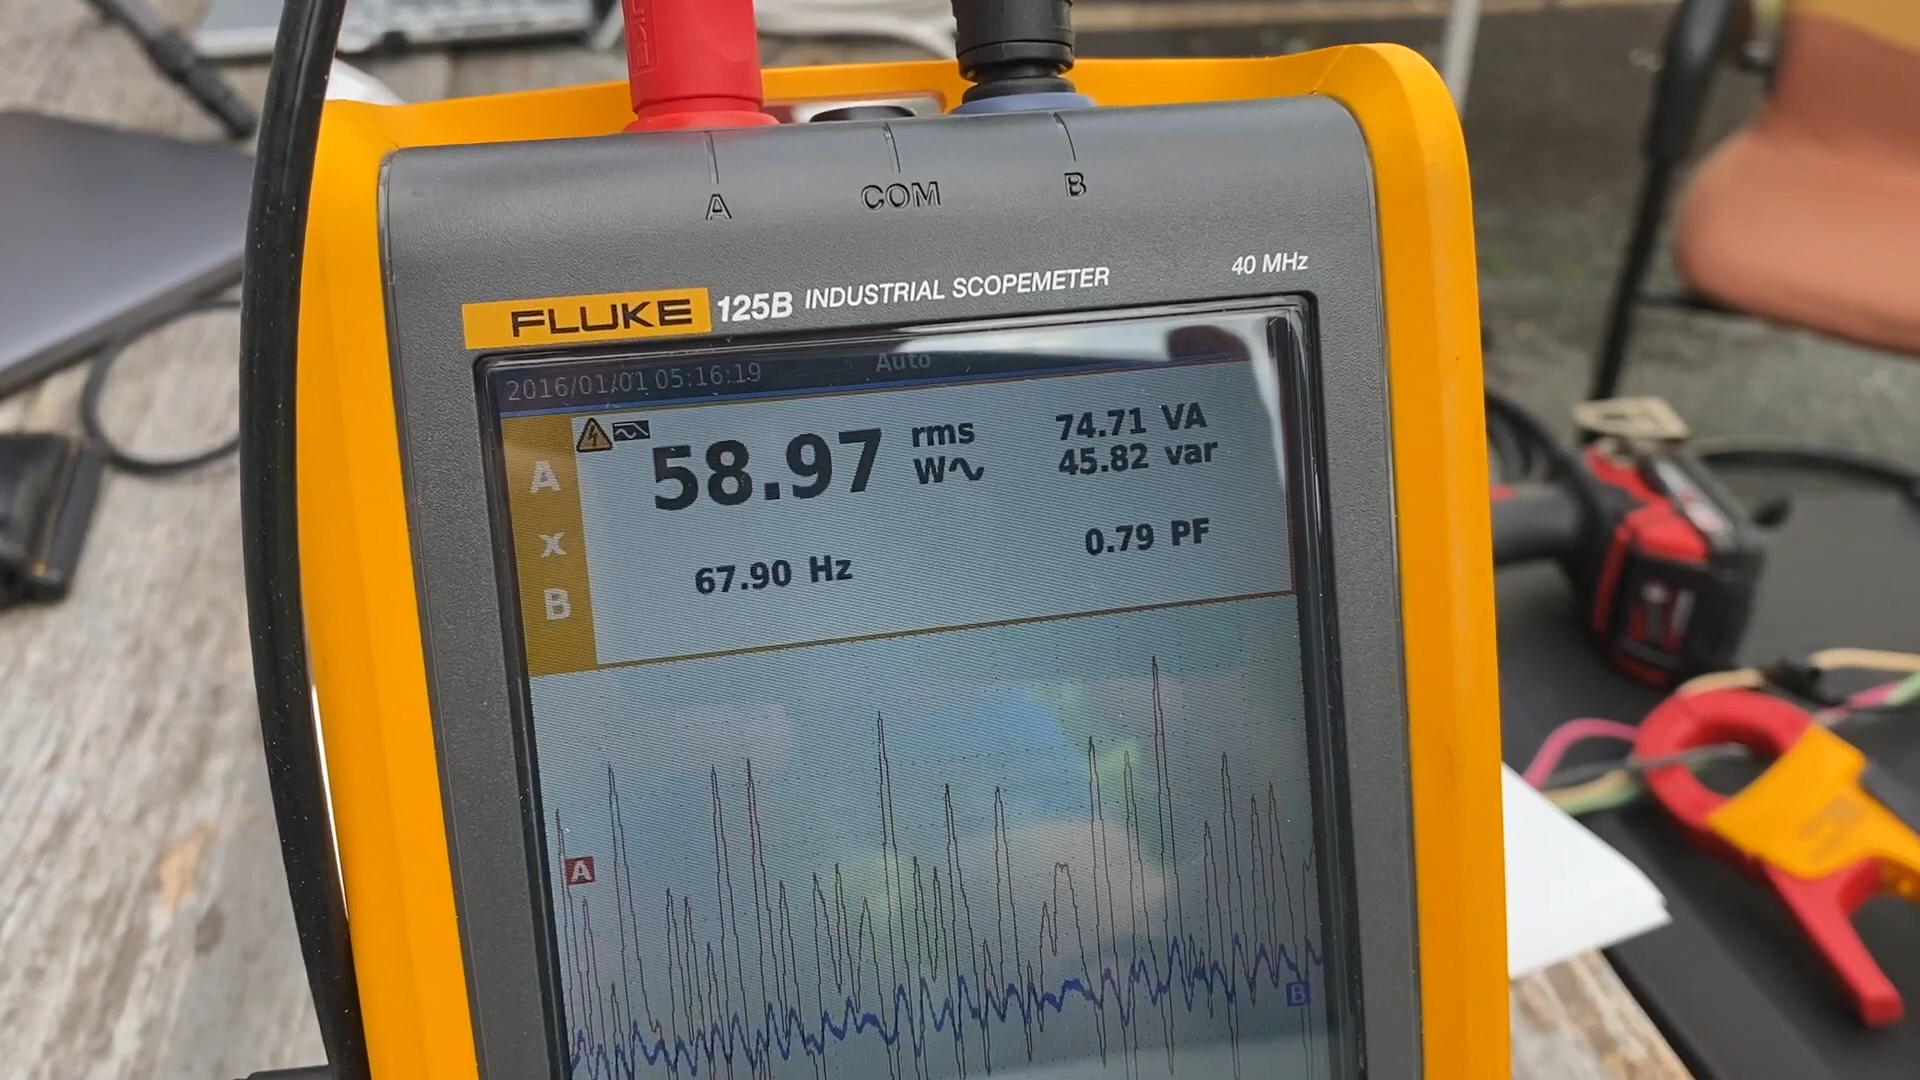 A COM B
40 MHz
FLUKE 125B INDUSTRIAL SCOPEMETER
2016/01/01 05:16:19 Auto
A x B
58.97 rms W
74.71 VA
45.82 var
67.90 Hz
0.79 PF
A
B